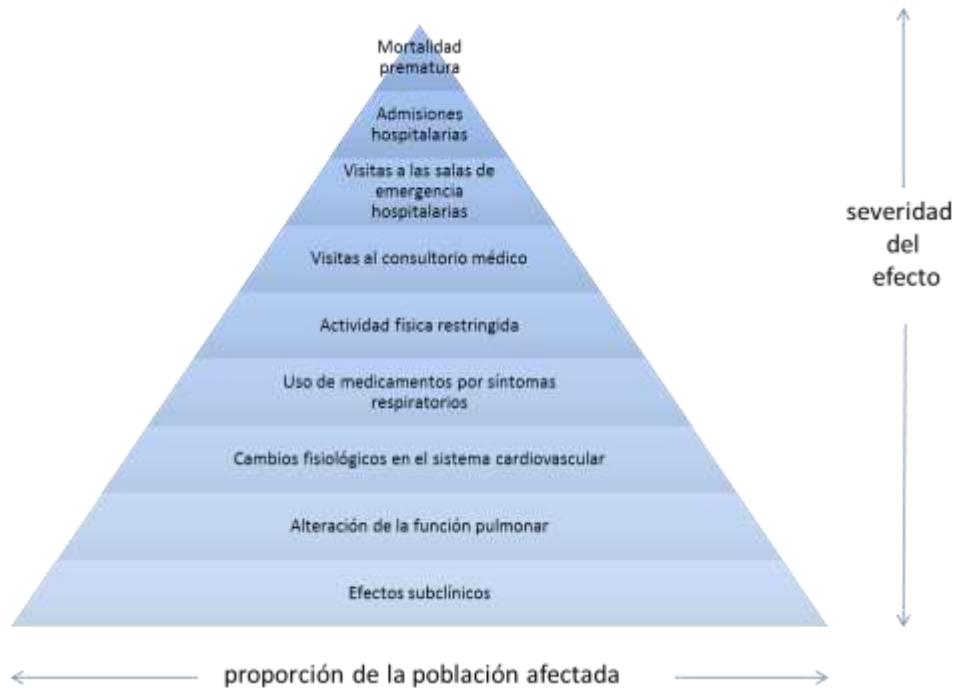 Mortalidad
prematura
Admisiones
hospitalarias
Visitas a las salas de
emergencia
hospitalarias
Visitas al consultorio médico
Actividad física restringida
Uso de medicamentos por síntomas
respiratorios
Cambios fisiológicos en el sistema cardiovascular
Alteración de la función pulmonar
Efectos subclínicos
severidad
del
efecto
proporción de la población afectada